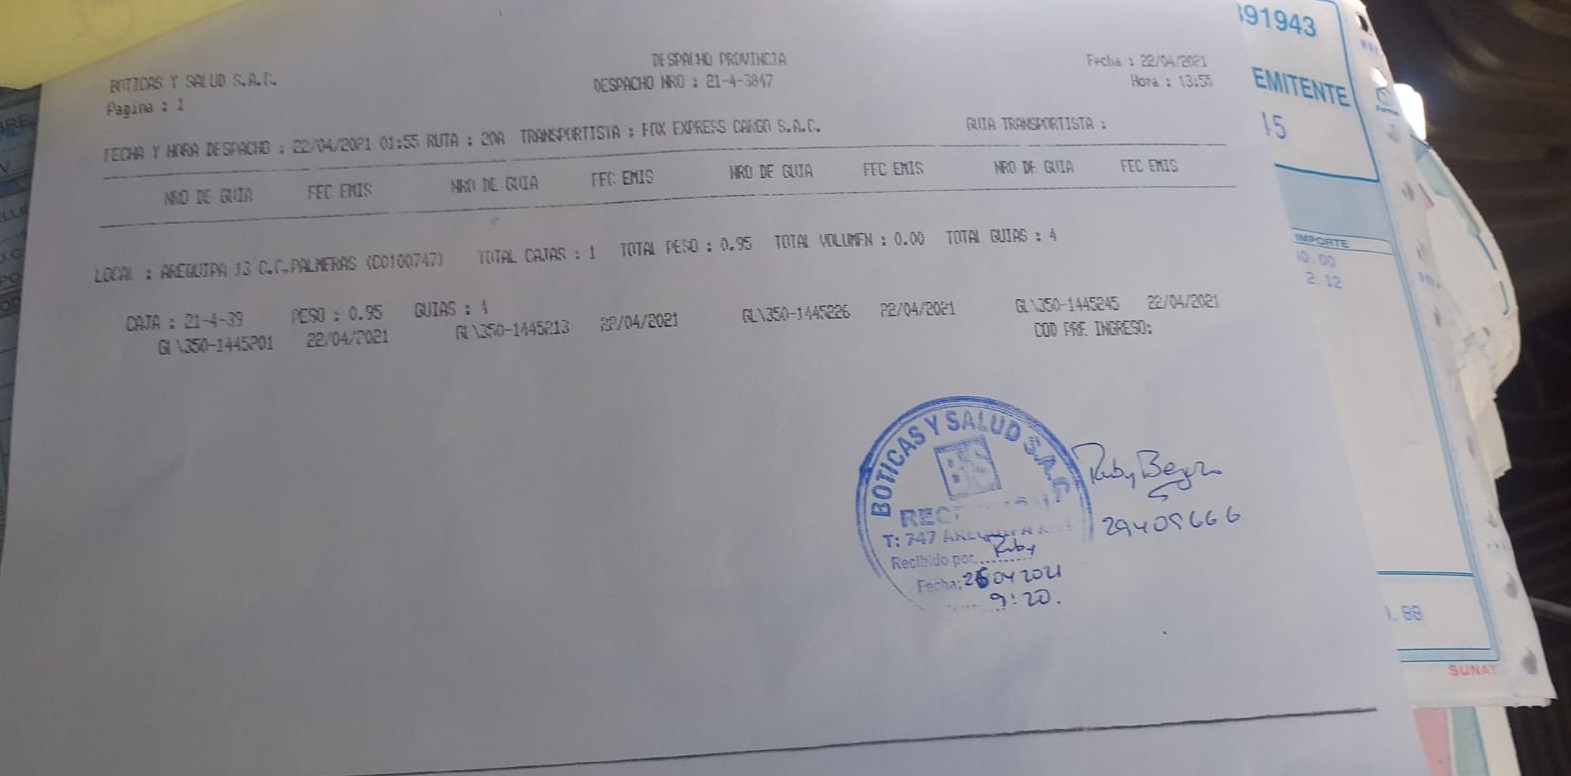 BOTICAS Y SALUD S.A.C.
DESPACHO PROVINCIA
Fecha : 22/04/2021
Pagina : 1
DESPACHO NRO : 21-4-3847
Hora : 13:55
FECHA Y HORA DESPACHO : 22/04/2021 01:55 RUTA : 20A TRANSPORTISTA : FOX EXPRESS CARGO S.A.C. GUIA TRANSPORTISTA :
NRO DE GUIA FEC EMIS NRO DE GUIA FEC EMIS NRO DE GUIA FEC EMIS NRO DE GUIA FEC EMIS
LOCAL : AREQUIPA 13 C.C.PALMERAS (C0100747) TOTAL CAJAS : 1 TOTAL PESO : 0.95 TOTAL VOLUMEN : 0.00 TOTAL GUIAS : 4
CAJA : 21-4-39 PESO : 0.95 GUIAS : 4
GL\350-1445201 22/04/2021 GL\350-1445213 22/04/2021 GL\350-1445226 22/04/2021 GL\350-1445245 22/04/2021
COD PRE. INGRESO:
BOTICAS Y SALUD S.A.C
BS
T: 747
Recibido por Ruby
Fecha: 26 04 2021
9:20.
Ruby
29409666
391943
EMITENTE
IMPORTE
2.12
.88
SUNAT